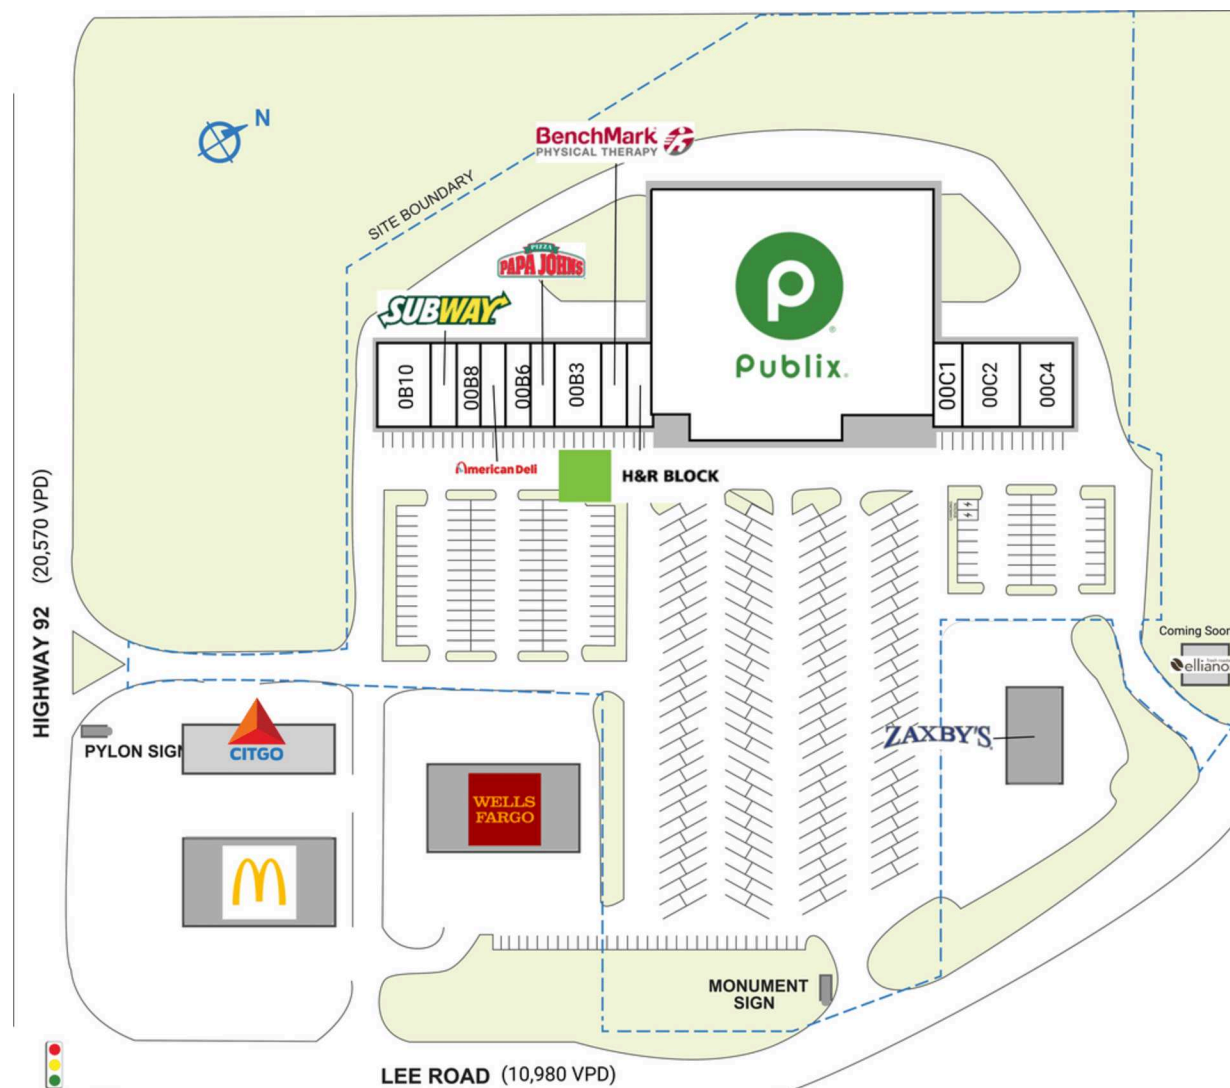 N
BenchMark
PHYSICAL THERAPY
SITE BOUNDARY
PIZZA
PAPA JOHNS
SUBWAY
Publix.
0B10
00B8
00B6
00B3
00C1
00C2
00C4
American Deli
H&R BLOCK
HIGHWAY 92 (20,570 VPD)
Coming Soon
elliano
PYLON SIGN
CITGO
ZAXBY'S
WELLS
FARGO
MONUMENT
SIGN
LEE ROAD (10,980 VPD)